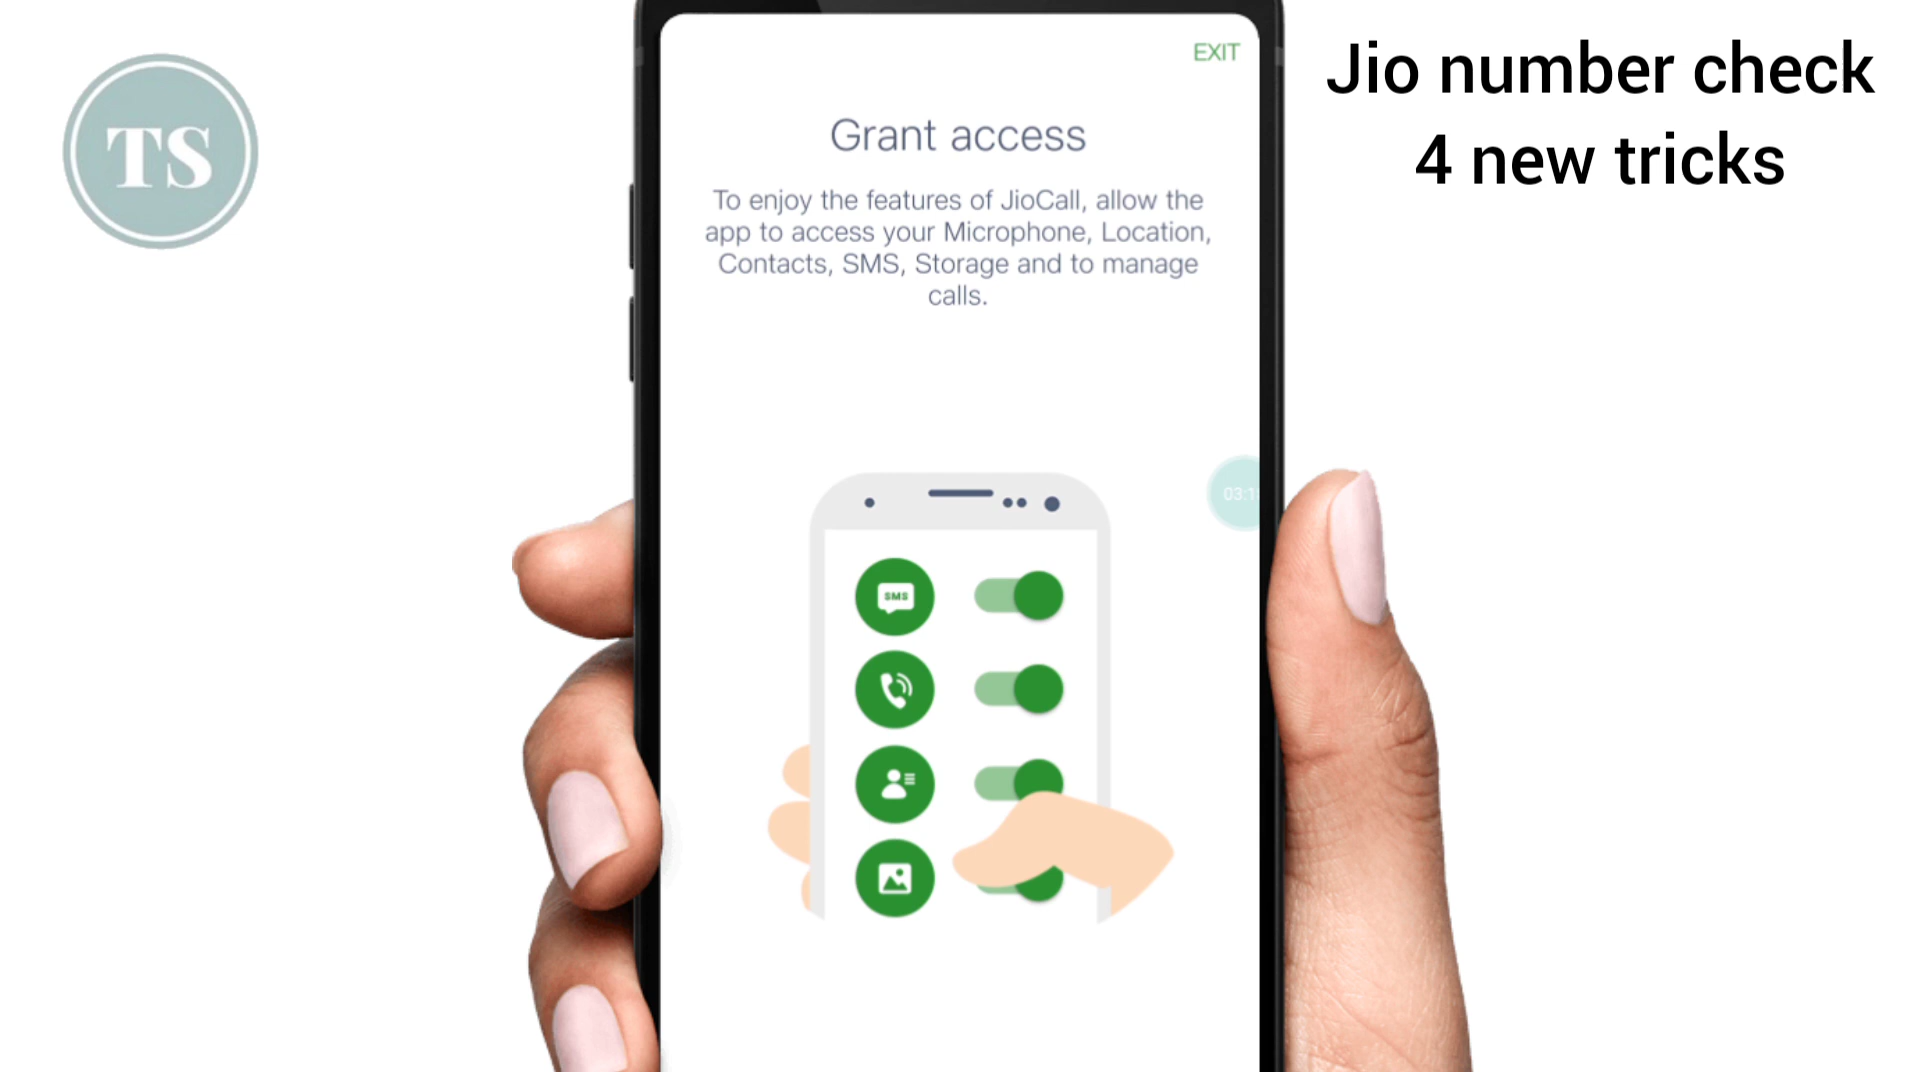 TS
EXIT
Jio number check
4 new tricks
Grant access
To enjoy the features of JioCall, allow the
app to access your Microphone, Location,
Contacts, SMS, Storage and to manage
calls.
SMS